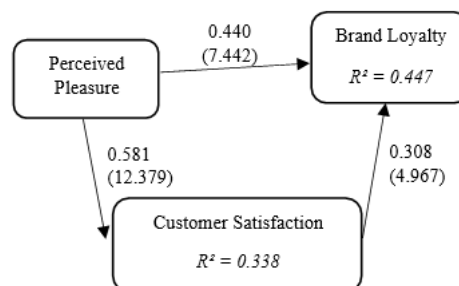 0.440
(7.442)
Brand Loyalty
R² = 0.447
Perceived
Pleasure
0.581
(12.379)
0.308
(4.967)
Customer Satisfaction
R² = 0.338